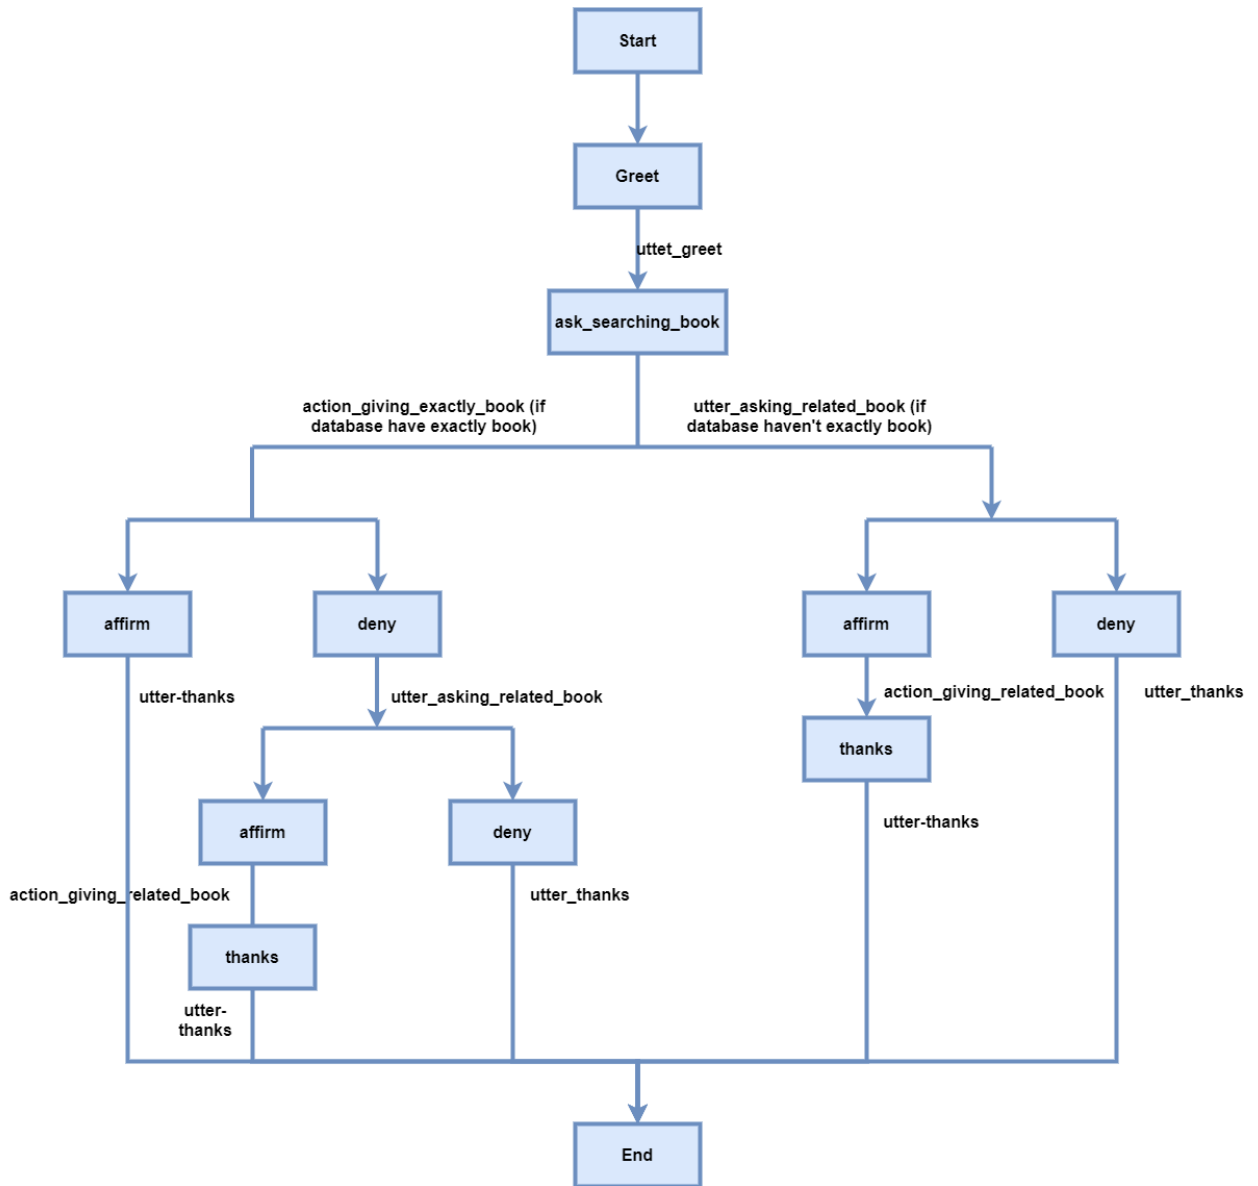 Start
Greet
uttet_greet
ask_searching_book
action_giving_exactly_book (if
database have exactly book)
utter_asking_related_book (if
database haven't exactly book)
affirm
deny
affirm
deny
utter-thanks
utter_asking_related_book
action_giving_related_book
utter_thanks
thanks
affirm
deny
utter-thanks
action_giving_related_book
utter_thanks
thanks
utter-
thanks
End